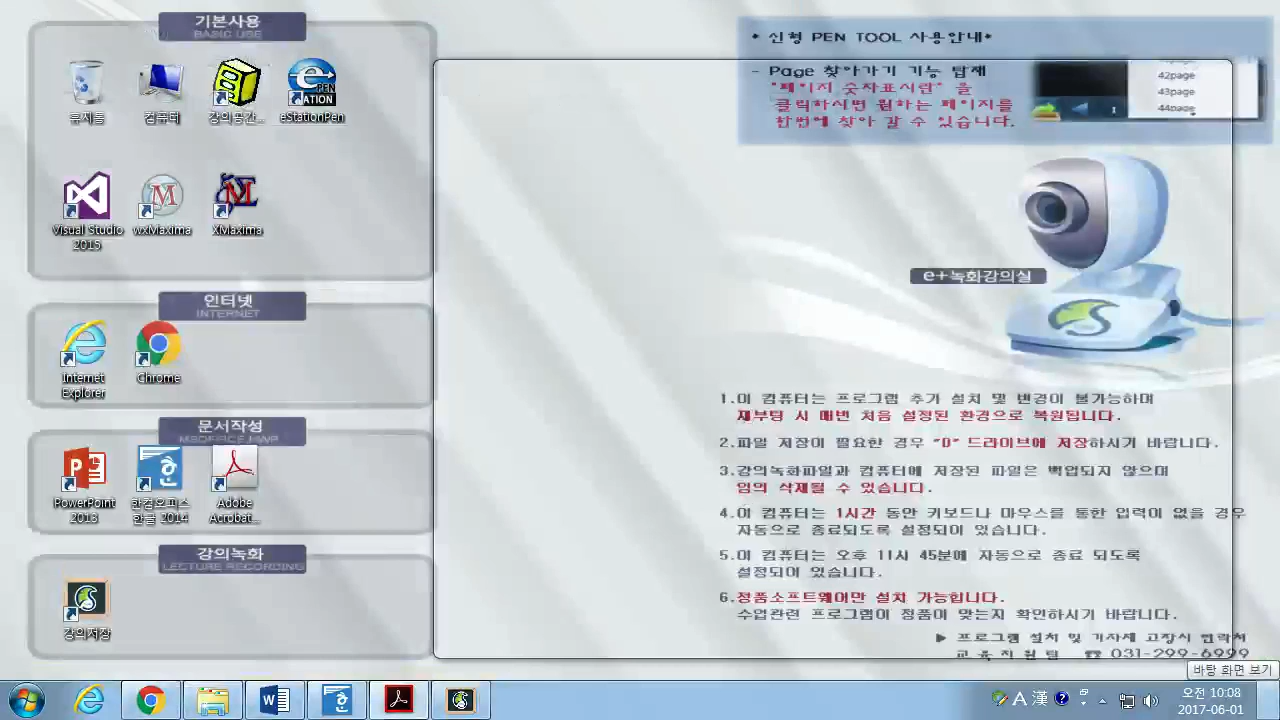 기본사용
BASIC USE
휴지통
컴퓨터
강의공간...
eStationPen
Visual Studio 2015
wxMaxima
XMaxima
인터넷
INTERNET
Internet Explorer
Chrome
문서작성
MSOFFICE,HWP
PowerPoint 2013
한컴오피스 한글 2014
Adobe Acrobat...
강의녹화
LECTURE RECORDING
강의저장
* 신형 PEN TOOL 사용안내*
- Page 찾아가기 기능 탑재
"페이지 숫자표시란" 을
클릭하시면 원하는 페이지를
한번에 찾아 갈 수 있습니다.
42page
43page
44page
e+녹화강의실
1.이 컴퓨터는 프로그램 추가 설치 및 변경이 불가능하며
재부팅 시 매번 처음 설정된 환경으로 복원됩니다.
2.파일 저장이 필요한 경우 "D" 드라이브에 저장하시기 바랍니다.
3.강의녹화파일과 컴퓨터에 저장된 파일은 백업되지 않으며
임의 삭제될 수 있습니다.
4.이 컴퓨터는 1시간 동안 키보드나 마우스를 통한 입력이 없을 경우
자동으로 종료되도록 설정되어 있습니다.
5.이 컴퓨터는 오후 11시 45분에 자동으로 종료 되도록
설정되어 있습니다.
6.정품소프트웨어만 설치 가능합니다.
수업관련 프로그램이 정품이 맞는지 확인하시기 바랍니다.
▶ 프로그램 설치 및 기자재 고장시 연락처
교육지원팀 ☎ 031-299-6999
바탕 화면 보기
A 漢
오전 10:08
2017-06-01